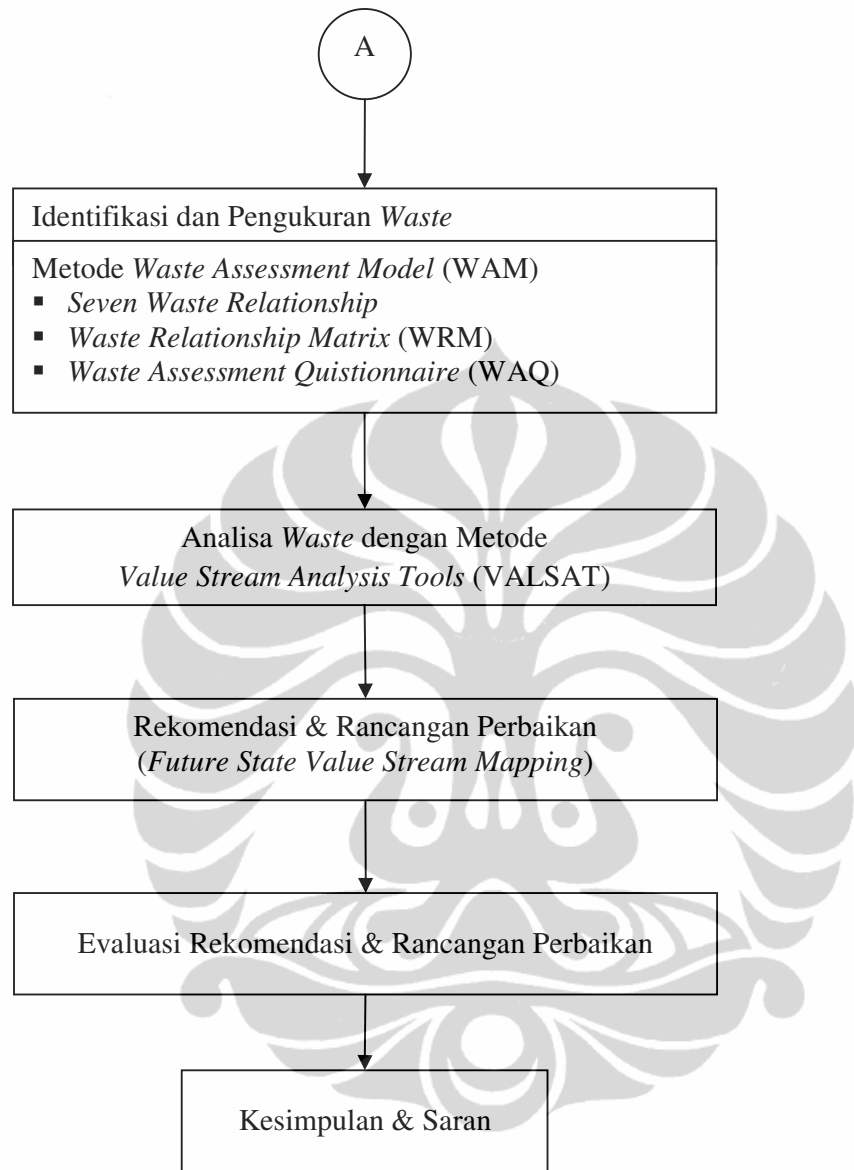 A
Identifikasi dan Pengukuran Waste
Metode Waste Assessment Model (WAM)
▪ Seven Waste Relationship
▪ Waste Relationship Matrix (WRM)
▪ Waste Assessment Quistionnaire (WAQ)
Analisa Waste dengan Metode
Value Stream Analysis Tools (VALSAT)
Rekomendasi & Rancangan Perbaikan
(Future State Value Stream Mapping)
Evaluasi Rekomendasi & Rancangan Perbaikan
Kesimpulan & Saran